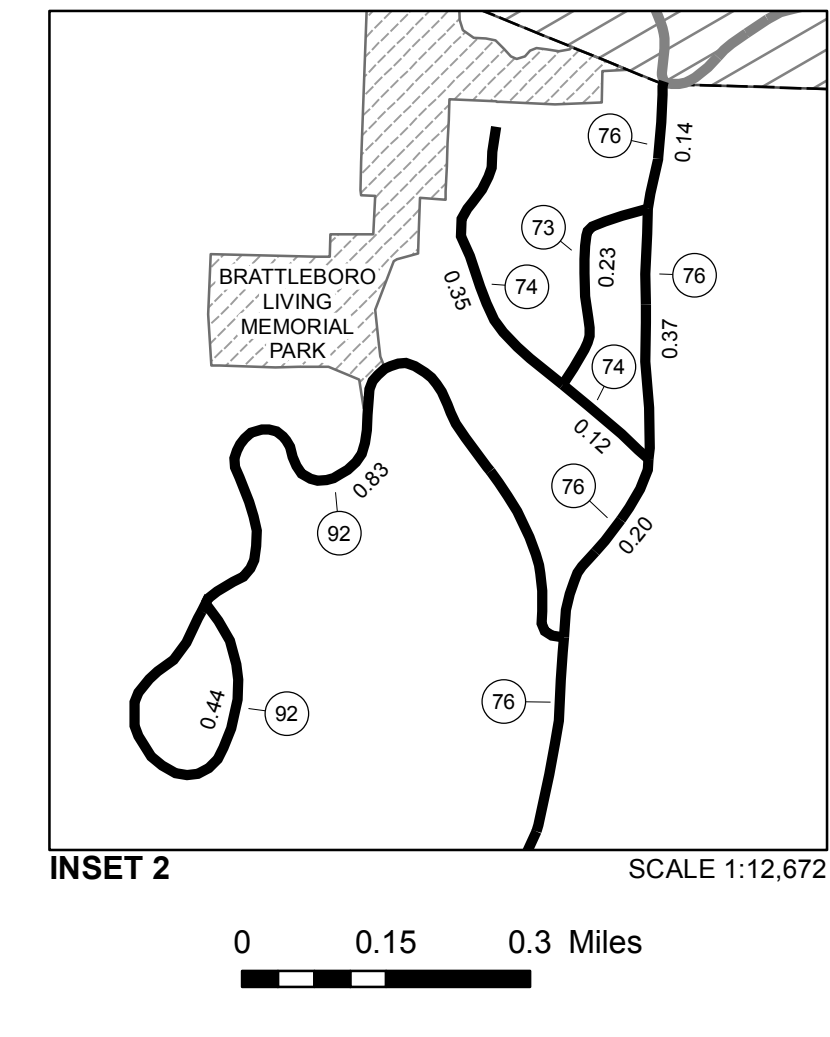 76
0.14
73
0.23
76
BRATTLEBORO
LIVING
MEMORIAL
PARK
0.35
74
0.37
74
0.12
76
0.83
92
0.20
0.44
92
76
INSET 2
SCALE 1:12,672
0 0.15 0.3 Miles